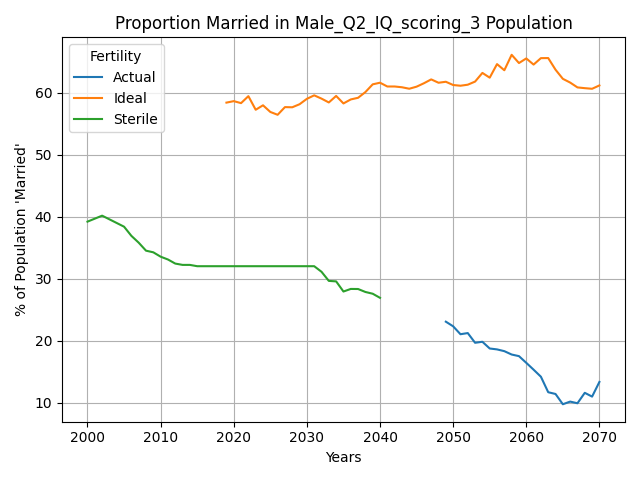 Proportion Married in Male_Q2_IQ_scoring_3 Population
Fertility
Actual
Ideal
Sterile
% of Population 'Married'
60
50
40
30
20
10
2000 2010 2020 2030 2040 2050 2060 2070
Years